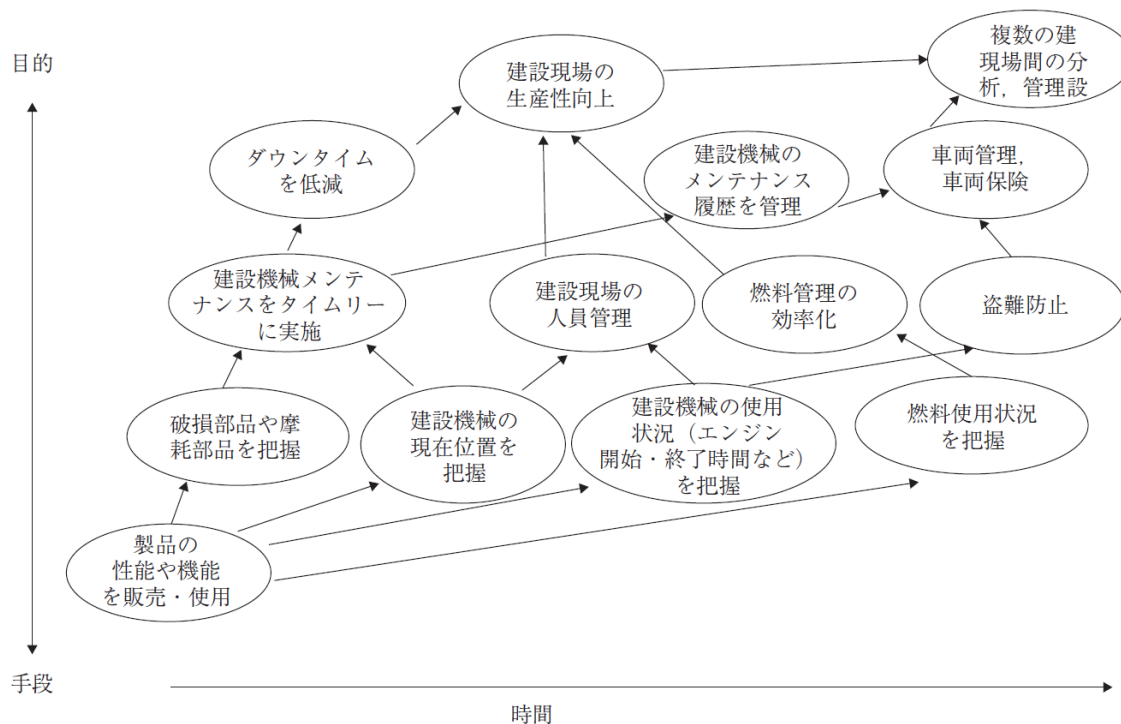 目的
複数の建
現場間の分
析，管理設
建設現場の
生産性向上
ダウンタイム
を低減
建設機械の
メンテナンス
履歴を管理
車両管理，
車両保険
建設機械メンテ
ナンスをタイムリー
に実施
建設現場の
人員管理
燃料管理の
効率化
盗難防止
破損部品や摩
耗部品を把握
建設機械の
現在位置を
把握
建設機械の使用
状況（エンジン
開始・終了時間など）
を把握
燃料使用状況
を把握
製品の
性能や機能
を販売・使用
手段
時間